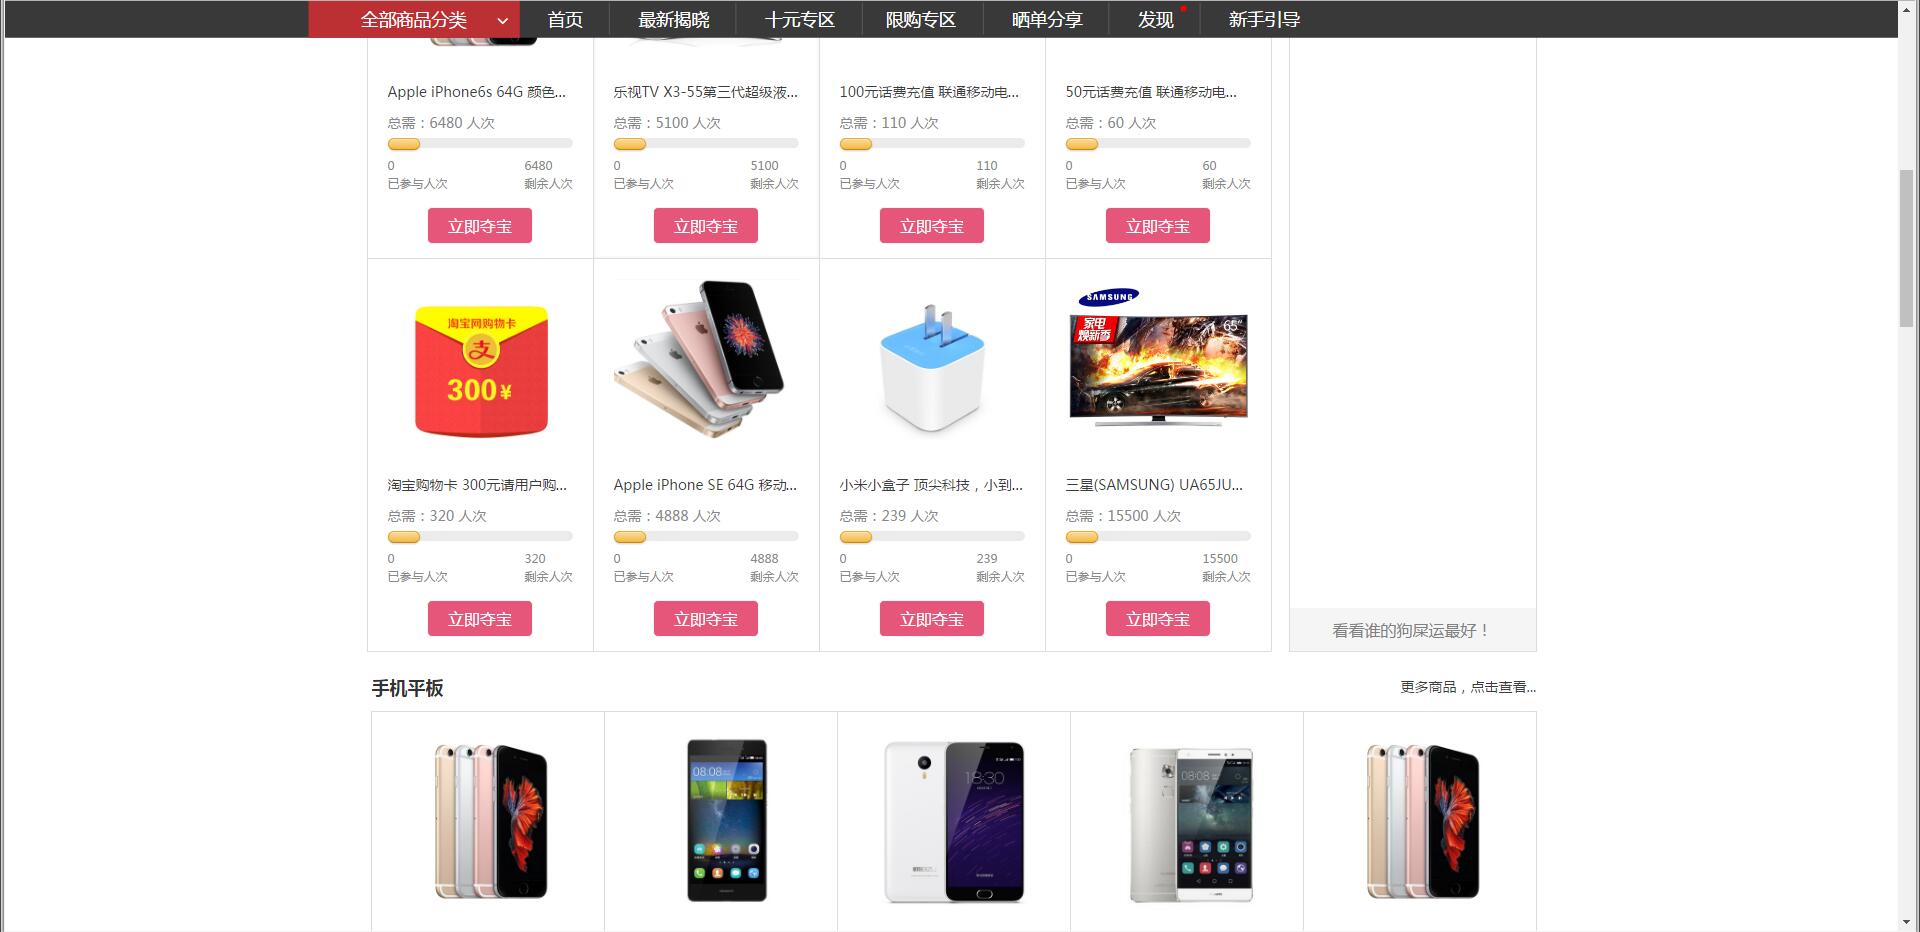 全部商品分类 首页 最新揭晓 十元专区 限购专区 晒单分享 发现 新手引导
Apple iPhone6s 64G 颜色... 乐视TV X3-55第三代超级液... 100元话费充值 联通移动电... 50元话费充值 联通移动电...
总需：6480 人次 总需：5100 人次 总需：110 人次 总需：60 人次
0 6480 0 5100 0 110 0 60
已参与人次 剩余人次 已参与人次 剩余人次 已参与人次 剩余人次 已参与人次 剩余人次
立即夺宝 立即夺宝 立即夺宝 立即夺宝
淘宝网购物卡
支
300¥
SAMSUNG
家电
焕新季
65"
淘宝购物卡 300元请用户购... Apple iPhone SE 64G 移动... 小米小盒子 顶尖科技，小到... 三星(SAMSUNG) UA65JU...
总需：320 人次 总需：4888 人次 总需：239 人次 总需：15500 人次
0 320 0 4888 0 239 0 15500
已参与人次 剩余人次 已参与人次 剩余人次 已参与人次 剩余人次 已参与人次 剩余人次
立即夺宝 立即夺宝 立即夺宝 立即夺宝
看看谁的狗屎运最好！
手机平板 更多商品，点击查看...
08:08 18:30 08:08